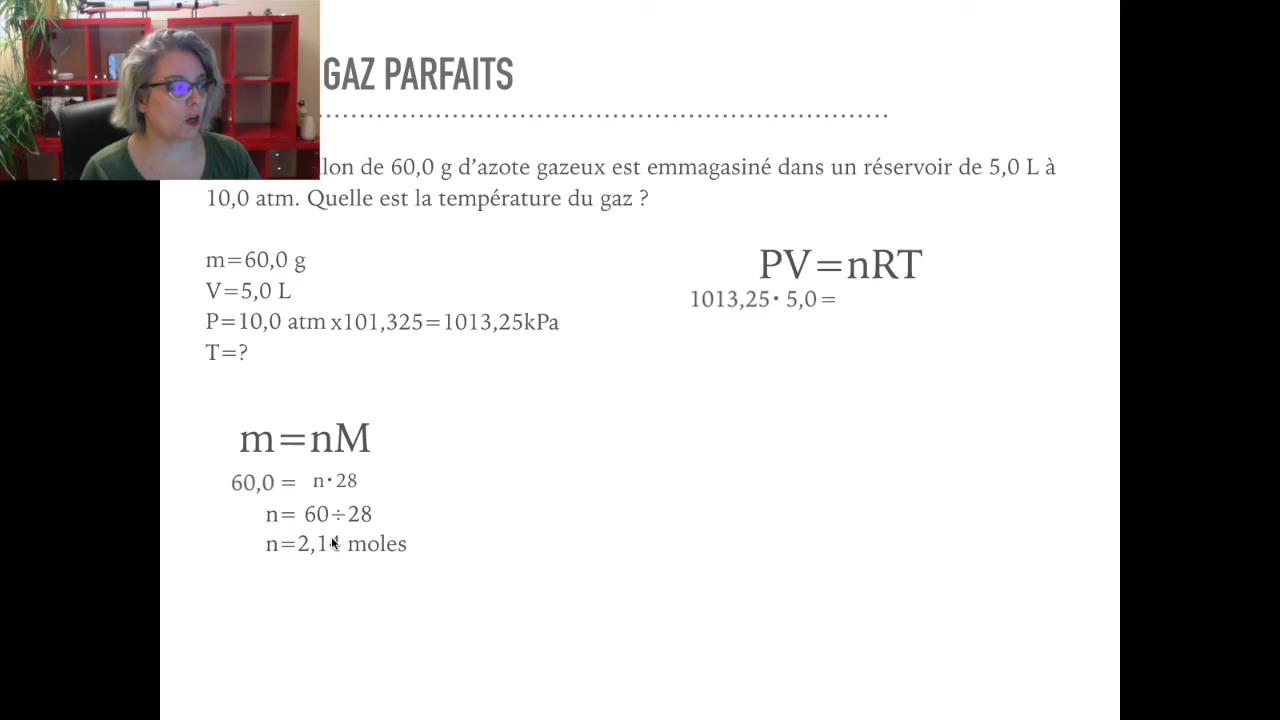 GAZ PARFAITS
de 60,0 g d’azote gazeux est emmagasiné dans un réservoir de 5,0 L à
10,0 atm. Quelle est la température du gaz ?
m=60,0 g
V=5,0 L
P=10,0 atm x101,325=1013,25kPa
T=?
PV=nRT
1013,25· 5,0 =
m=nM
60,0 = n·28
n= 60÷28
n=2,14 moles